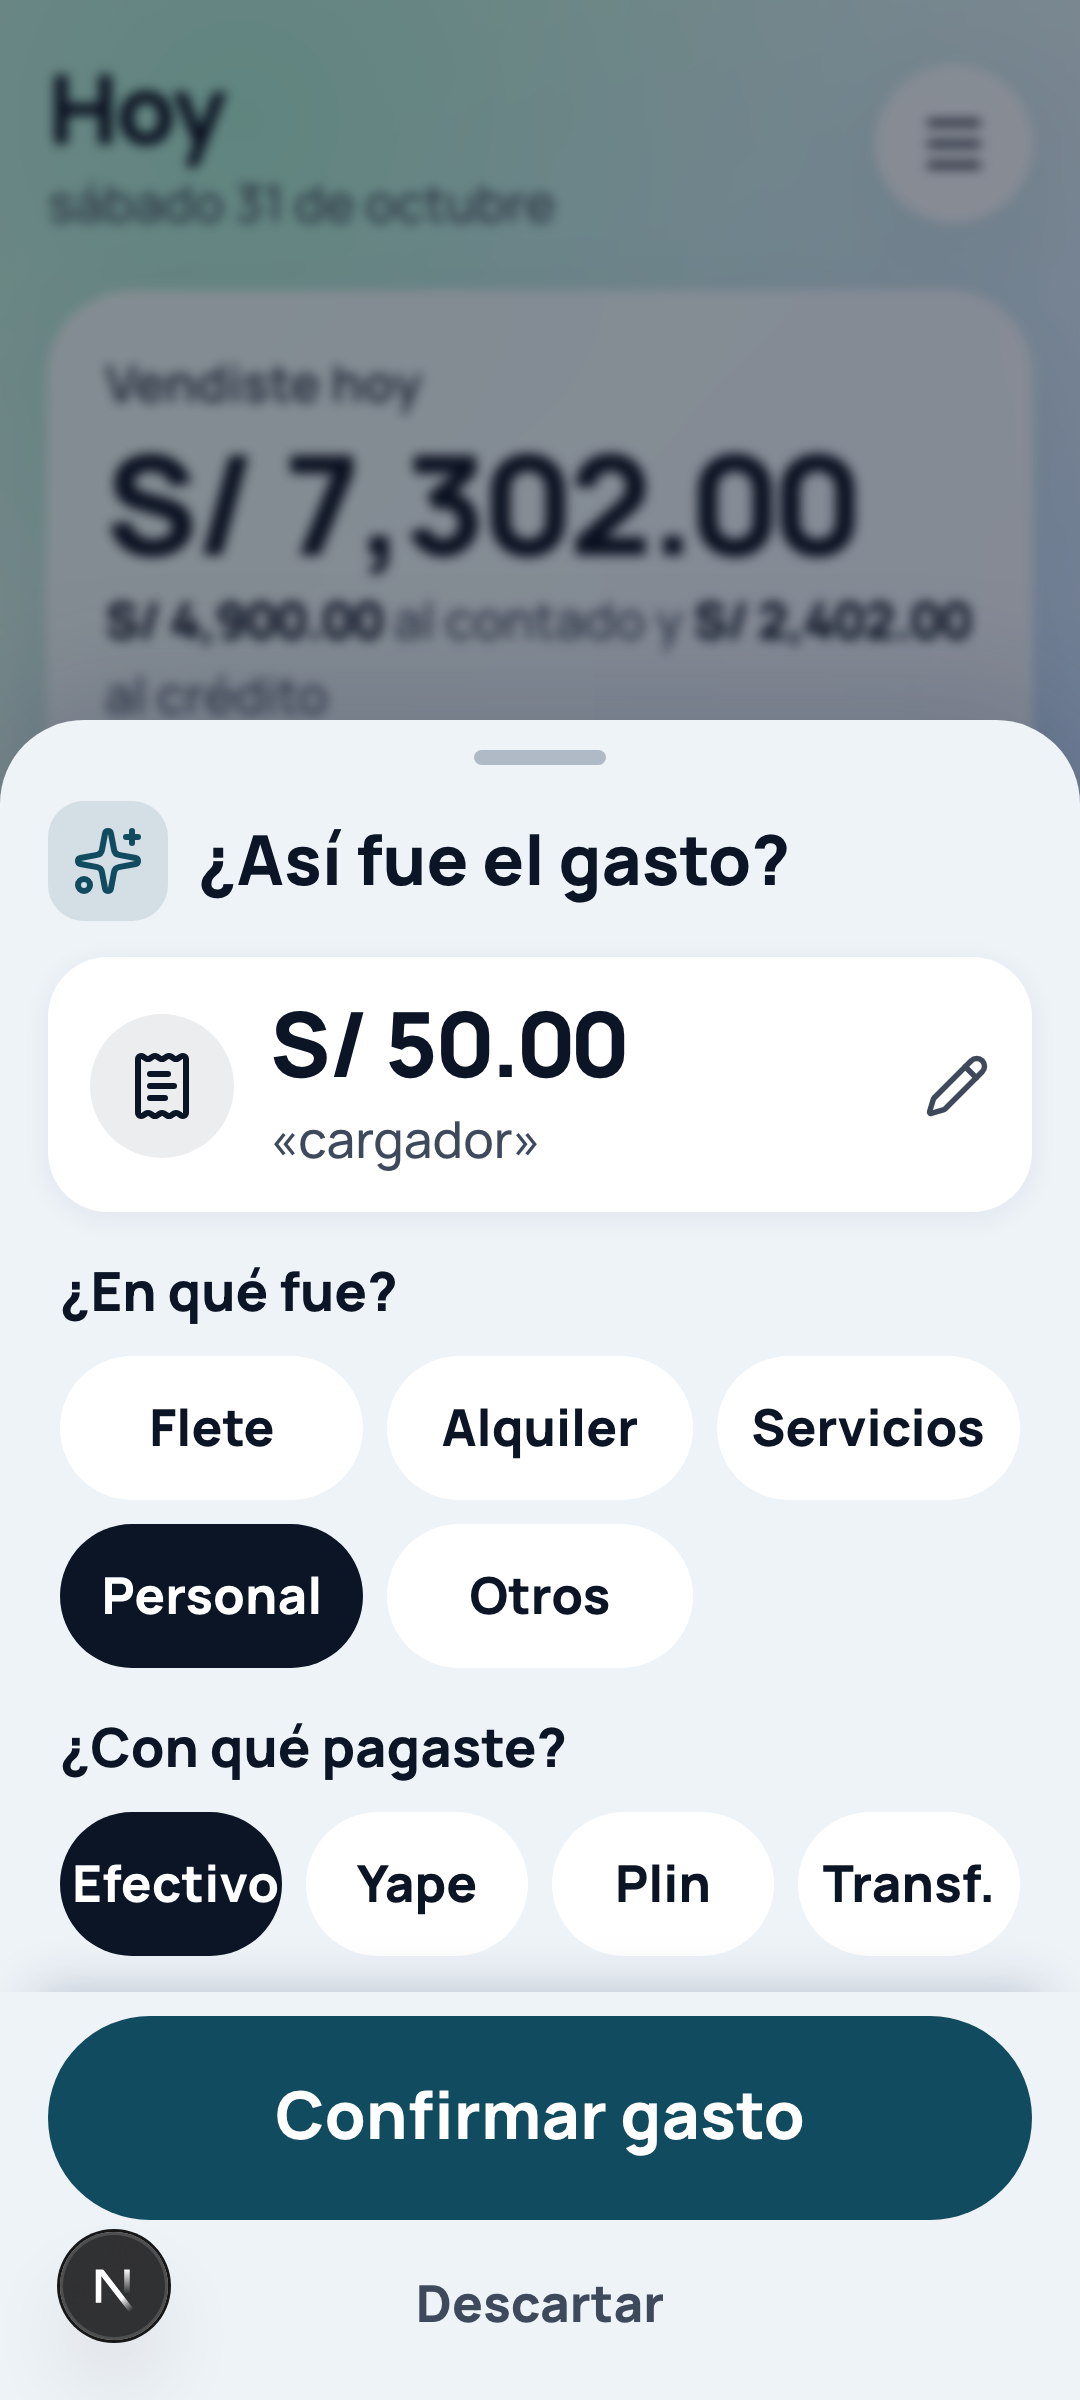 Hoy
sábado 31 de octubre
Vendiste hoy
S/ 7,302.00
S/ 4,900.00 al contado y S/ 2,402.00
al crédito
¿Así fue el gasto?
S/ 50.00
«cargador»
¿En qué fue?
Flete Alquiler Servicios
Personal Otros
¿Con qué pagaste?
Efectivo Yape Plin Transf.
Confirmar gasto
N
Descartar